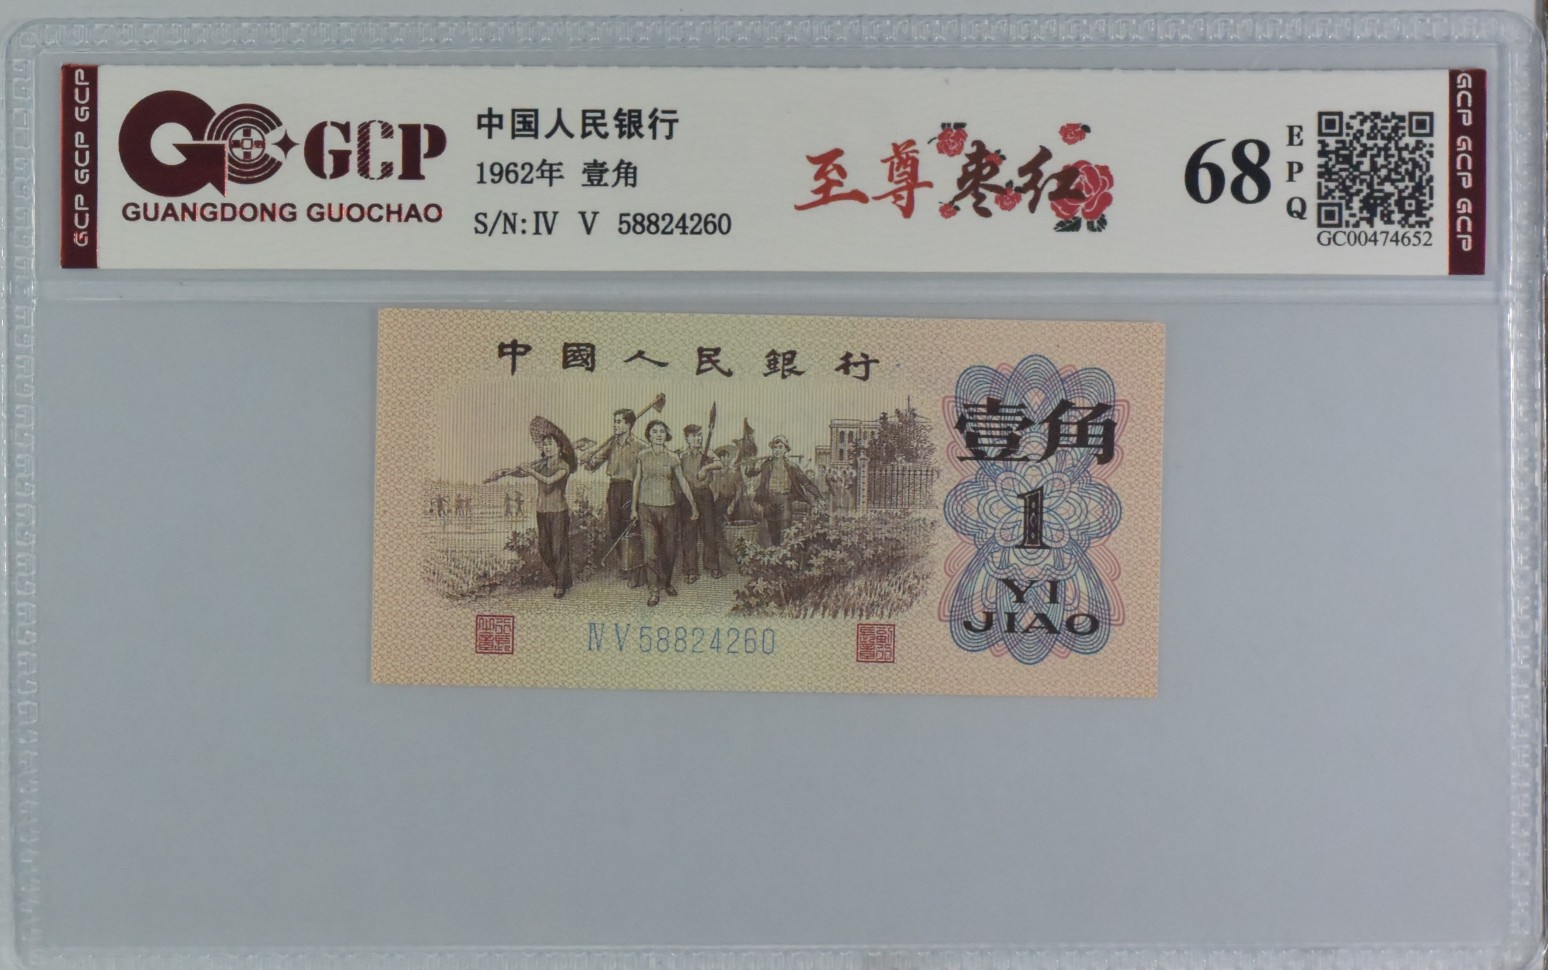 GCP GCP GCP
GCP
GUANGDONG GUOCHAO
中国人民银行
1962年 壹角
S/N:Ⅳ Ⅴ 58824260
至尊枣红
68
EPQ
GC00474652
GCP GCP GCP
中國人民銀行
壹角
1
YI
JIAO
Ⅳ Ⅴ 58824260